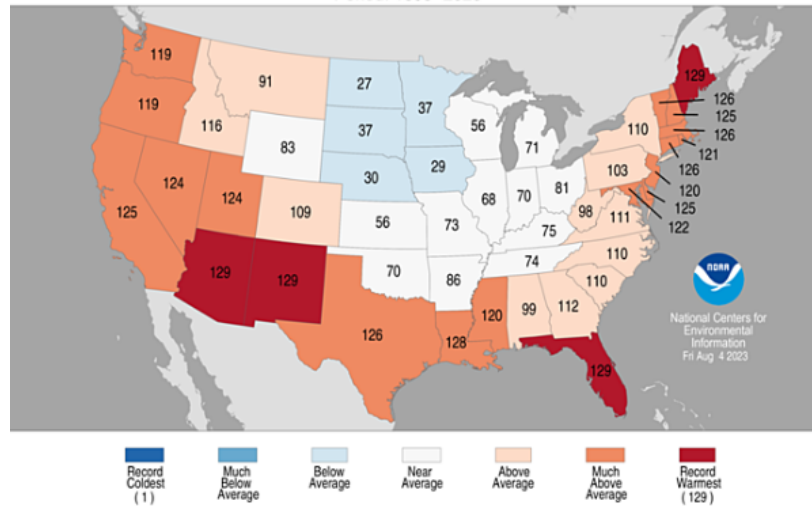 119
91
27
37
129
119
116
83
37
56
71
110
126
125
126
121
126
120
125
122
29
30
103
125
124
124
109
56
73
68
70
81
98
111
75
110
129
129
70
86
74
110
126
128
120
99
112
129
NOAA
National Centers for
Environmental
Information
Fri Aug 4 2023
Record
Coldest
(1)
Much
Below
Average
Below
Average
Near
Average
Above
Average
Much
Above
Average
Record
Warmest
(129)